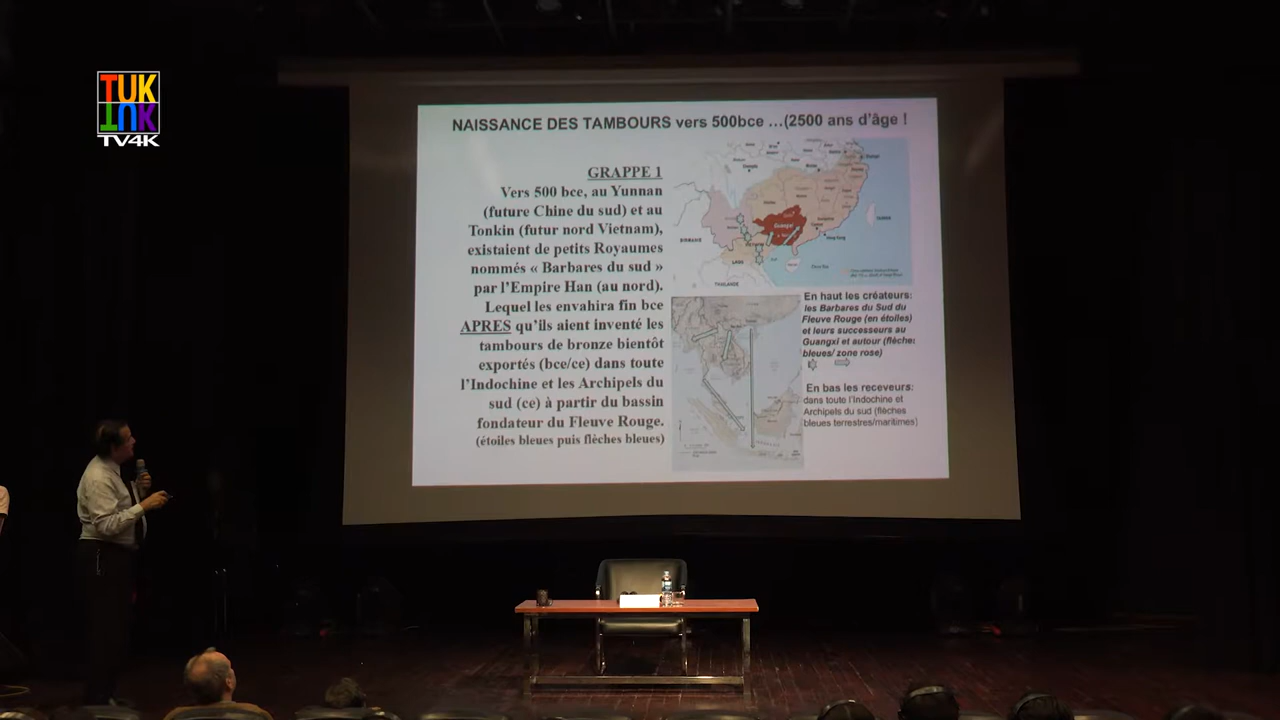 TUK
TUK
TV4K
NAISSANCE DES TAMBOURS vers 500bce …(2500 ans d’âge !
GRAPPE 1
Vers 500 bce, au Yunnan
(future Chine du sud) et au
Tonkin (futur nord Vietnam),
existaient de petits Royaumes
nommés « Barbares du sud »
par l’Empire Han (au nord).
Lequel les envahira fin bce
APRES qu’ils aient inventé les
tambours de bronze bientôt
exportés (bce/ce) dans toute
l’Indochine et les Archipels du
sud (ce) à partir du bassin
fondateur du Fleuve Rouge.
(étoiles bleues puis flèches bleues)
Guangxi
LAOS
THAILANDE
En haut les créateurs:
les Barbares du Sud du
Fleuve Rouge (en étoiles)
et leurs successeurs au
Guangxi et autour (flèche:
bleues/ zone rose)
En bas les receveurs:
dans toute l’Indochine et
Archipels du sud (flèches
bleues terrestres/maritimes)